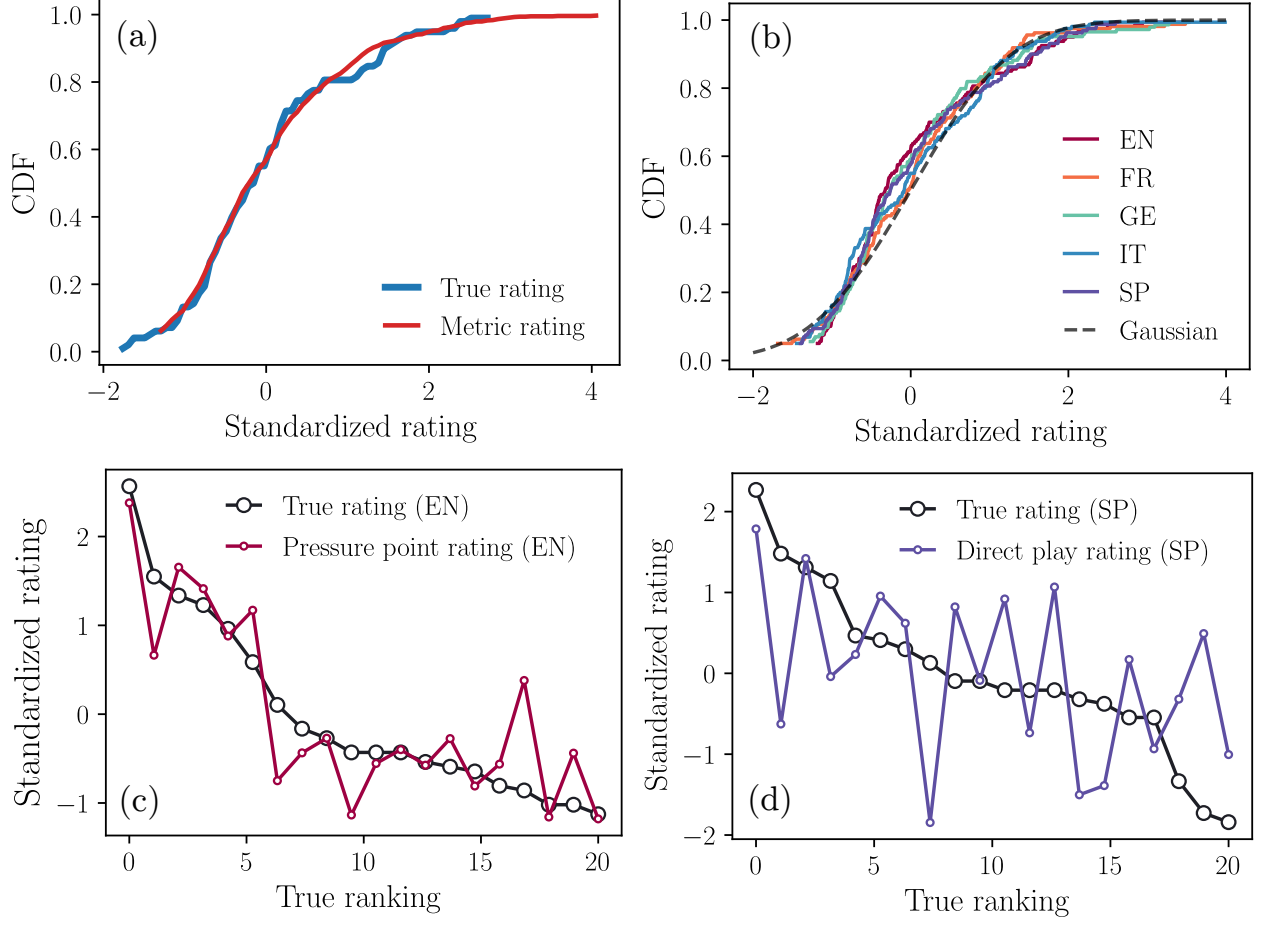 (a)
CDF
1.0
0.8
0.6
0.4
0.2
0.0
True rating
Metric rating
−2 0 2 4
Standardized rating
(b)
CDF
1.0
0.8
0.6
0.4
0.2
0.0
EN
FR
GE
IT
SP
Gaussian
−2 0 2 4
Standardized rating
(c)
Standardized rating
2
1
0
−1
True rating (EN)
Pressure point rating (EN)
0 5 10 15 20
True ranking
(d)
Standardized rating
2
1
0
−1
−2
True rating (SP)
Direct play rating (SP)
0 5 10 15 20
True ranking